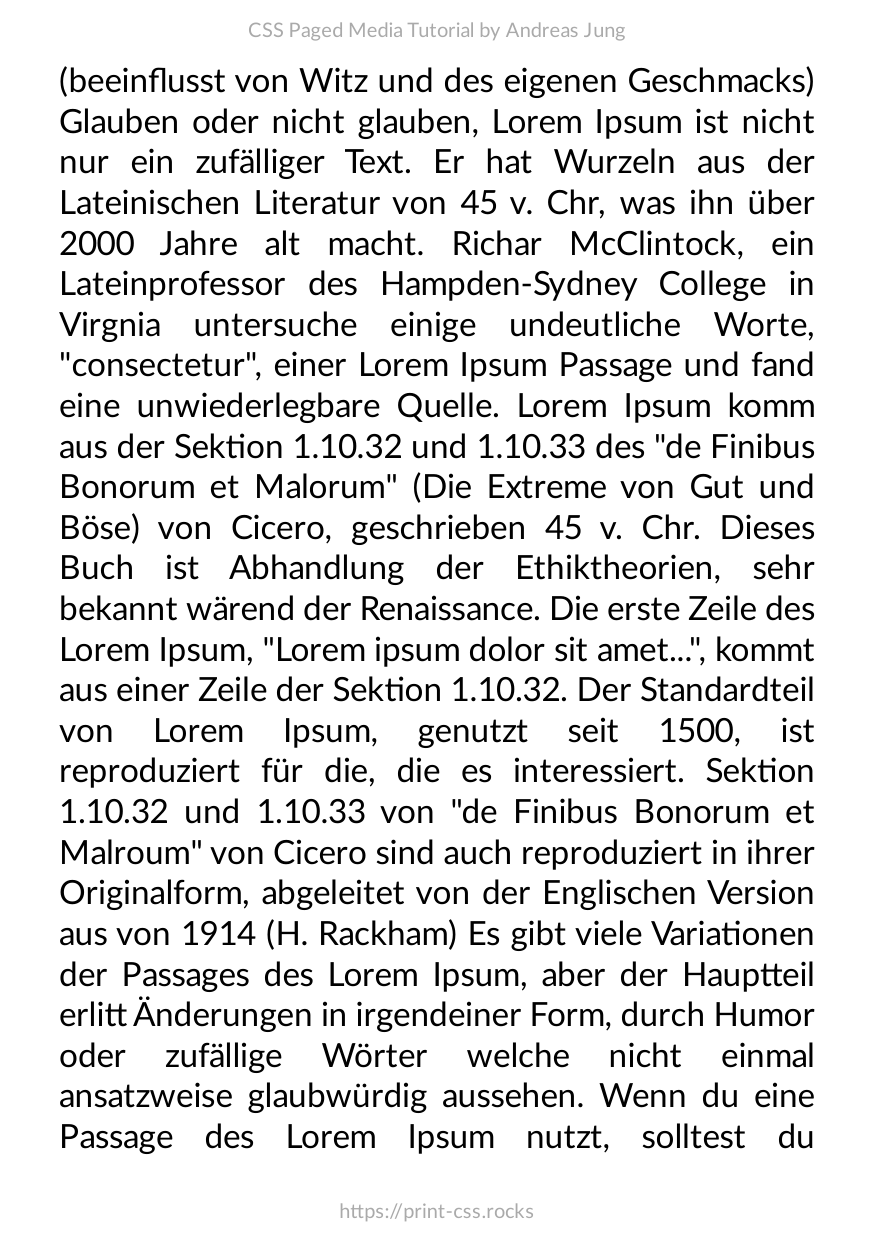 CSS Paged Media Tutorial by Andreas Jung
(beeinflusst von Witz und des eigenen Geschmacks)
Glauben oder nicht glauben, Lorem Ipsum ist nicht
nur ein zufälliger Text. Er hat Wurzeln aus der
Lateinischen Literatur von 45 v. Chr, was ihn über
2000 Jahre alt macht. Richar McClintock, ein
Lateinprofessor des Hampden-Sydney College in
Virgnia untersuche einige undeutliche Worte,
"consectetur", einer Lorem Ipsum Passage und fand
eine unwiederlegbare Quelle. Lorem Ipsum komm
aus der Sektion 1.10.32 und 1.10.33 des "de Finibus
Bonorum et Malorum" (Die Extreme von Gut und
Böse) von Cicero, geschrieben 45 v. Chr. Dieses
Buch ist Abhandlung der Ethiktheorien, sehr
bekannt wärend der Renaissance. Die erste Zeile des
Lorem Ipsum, "Lorem ipsum dolor sit amet...", kommt
aus einer Zeile der Sektion 1.10.32. Der Standardteil
von Lorem Ipsum, genutzt seit 1500, ist
reproduziert für die, die es interessiert. Sektion
1.10.32 und 1.10.33 von "de Finibus Bonorum et
Malroum" von Cicero sind auch reproduziert in ihrer
Originalform, abgeleitet von der Englischen Version
aus von 1914 (H. Rackham) Es gibt viele Variationen
der Passages des Lorem Ipsum, aber der Hauptteil
erlitt Änderungen in irgendeiner Form, durch Humor
oder zufällige Wörter welche nicht einmal
ansatzweise glaubwürdig aussehen. Wenn du eine
Passage des Lorem Ipsum nutzt, solltest du
https://print-css.rocks